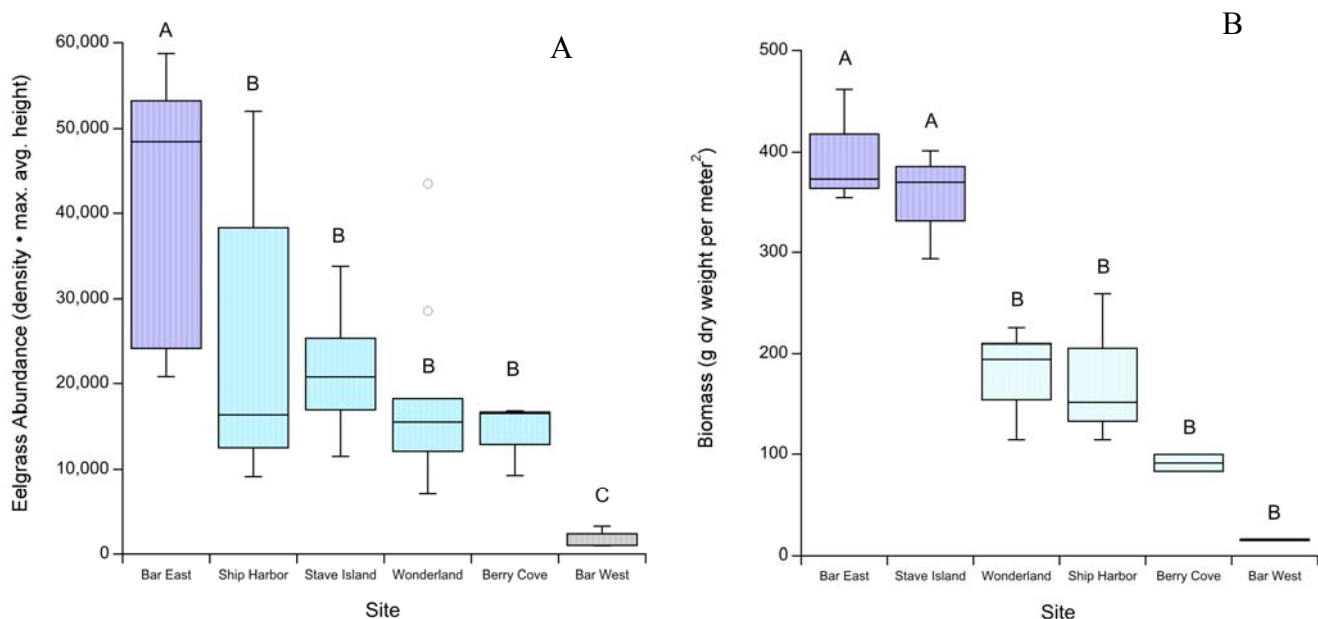 A
Eelgrass Abundance (density • max. avg. height)
60,000
50,000
40,000
30,000
20,000
10,000
0
A
B
B
B
B
C
Bar East
Ship Harbor
Stave Island
Wonderland
Berry Cove
Bar West
Site
B
Biomass (g dry weight per meter²)
500
400
300
200
100
0
A
A
B
B
B
B
Bar East
Stave Island
Wonderland
Ship Harbor
Berry Cove
Bar West
Site